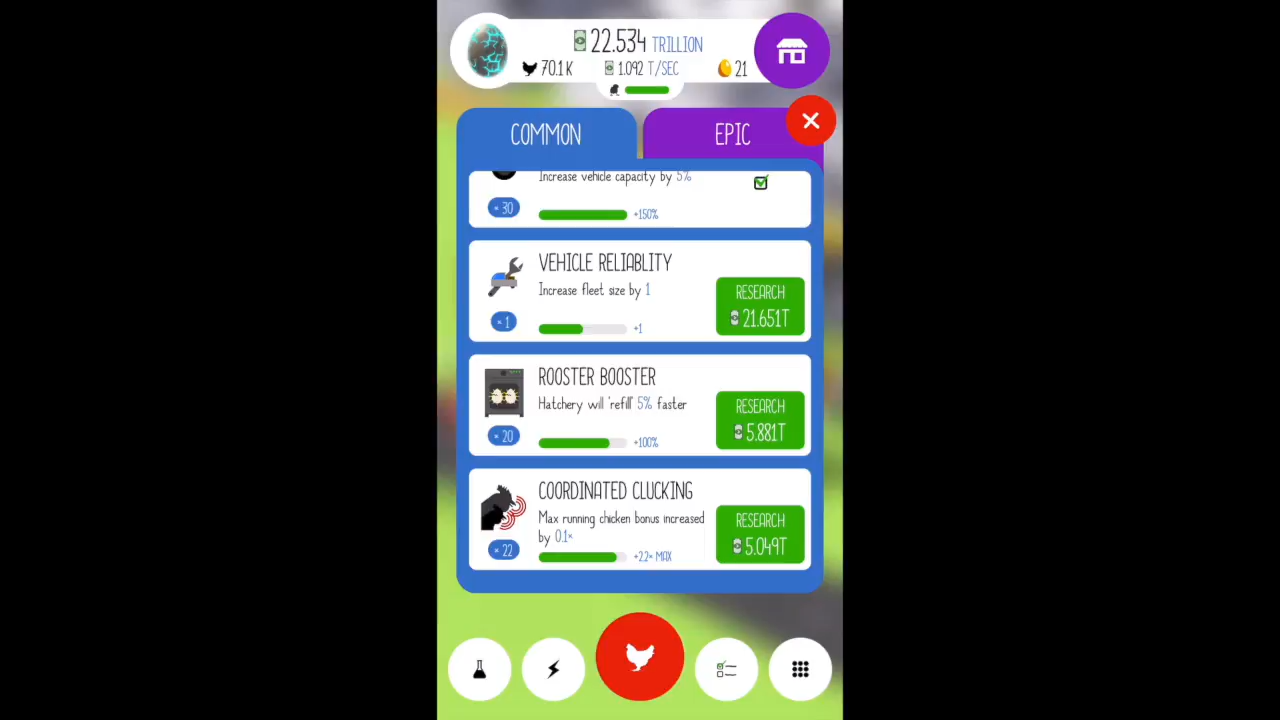 22.534 TRILLION
70.1 K 1.092 T/SEC 21
COMMON EPIC
Increase vehicle capacity by 5%
× 30 +150%
VEHICLE RELIABLITY
Increase fleet size by 1
RESEARCH
21.651T
× 1 +1
ROOSTER BOOSTER
Hatchery will 'refill' 5% faster
RESEARCH
5.881T
× 20 +100%
COORDINATED CLUCKING
Max running chicken bonus increased
by 0.1×
RESEARCH
5.049T
× 22 +2.2× MAX